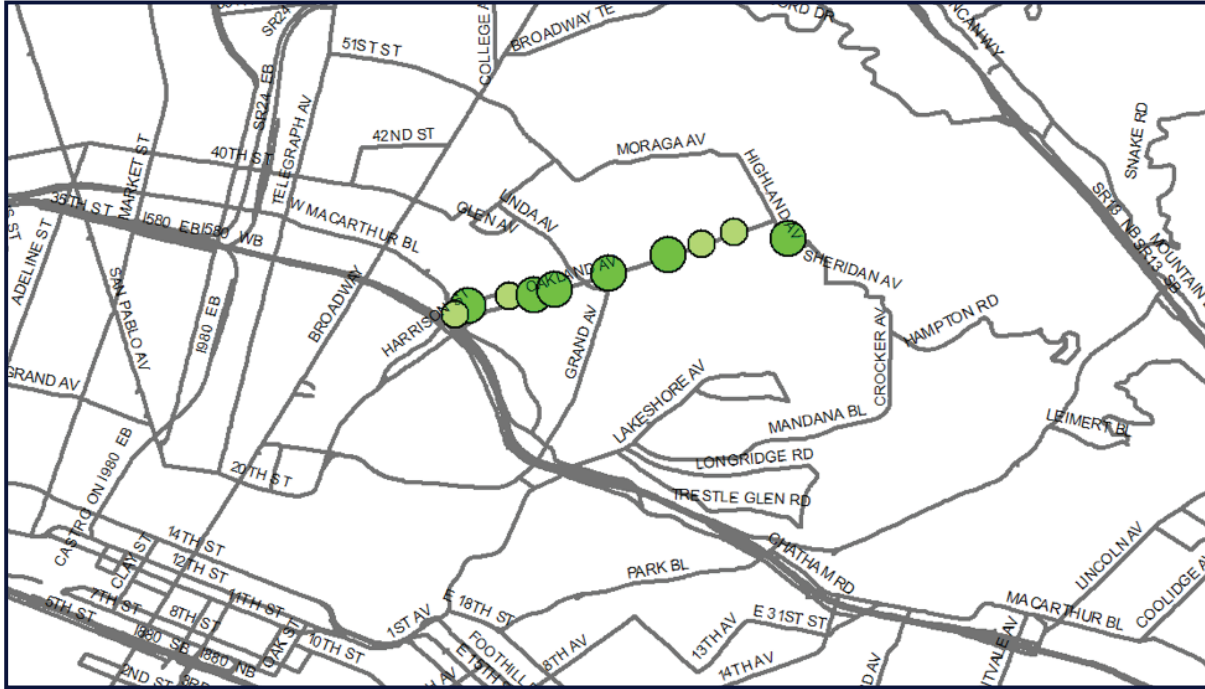 SR24
COLLEGE
BROADWAY TE
DR
SR24 EB
51ST ST
TELEGRAPH AV
SNAKE RD
42ND ST
MORAGA AV
40TH ST
HIGHLAND AV
MARKET ST
LINDA AV
GLEN AV
SR13 NB
SR13 SB
MOUNTAIN
35TH ST
I580 EB
I580 WB
W MACARTHUR BL
ST
ADELINE ST
SAN PABLO AV
BROADWAY
OAKLAND AV
SHERIDAN AV
HARRISON ST
I980 EB
HAMPTON RD
GRAND AV
GRAND AV
CROCKER AV
LAKESHORE AV
MANDANA BL
LEIMERT BL
LONGRIDGE RD
20TH ST
TRESTLE GLEN RD
CASTRO ON I980 EB
14TH ST
12TH ST
CLAY ST
CHATHAM RD
LINCOLN AV
COOLIDGE AV
PARK BL
7TH ST
11TH ST
5TH ST
8TH ST
E 18TH ST
MACARTHUR BL
E 31ST ST
I880 SB
I880 NB
OAK ST
10TH ST
1ST AV
13TH AV
FOOTHILL
E 15TH ST
8TH AV
14TH AV
2ND ST